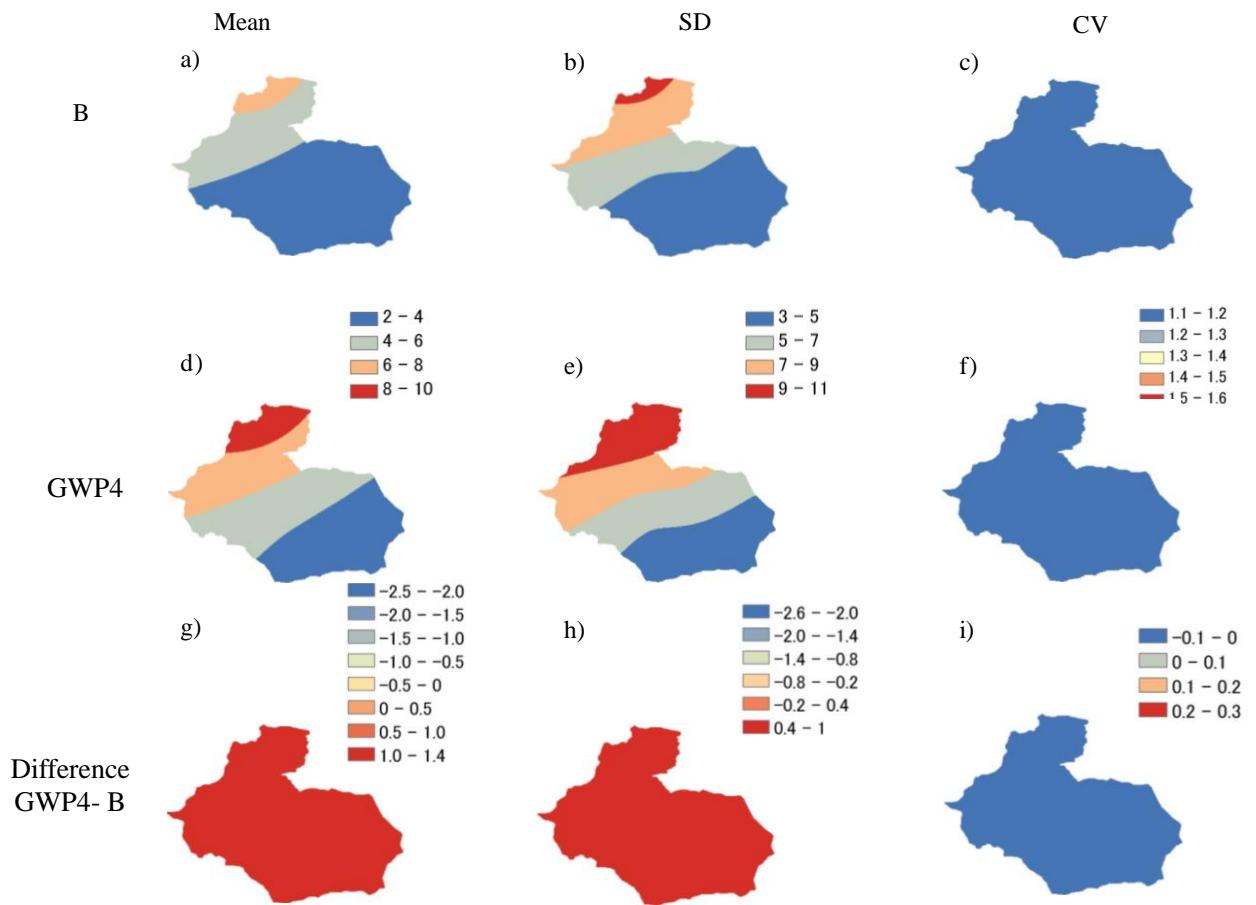 Mean
SD
CV
a)
b)
c)
B
2 − 4
4 − 6
6 − 8
8 − 10
3 − 5
5 − 7
7 − 9
9 − 11
1.1 − 1.2
1.2 − 1.3
1.3 − 1.4
1.4 − 1.5
1.5 − 1.6
d)
e)
f)
GWP4
−2.5 − −2.0
−2.0 − −1.5
−1.5 − −1.0
−1.0 − −0.5
−0.5 − 0
0 − 0.5
0.5 − 1.0
1.0 − 1.4
−2.6 − −2.0
−2.0 − −1.4
−1.4 − −0.8
−0.8 − −0.2
−0.2 − 0.4
0.4 − 1
−0.1 − 0
0 − 0.1
0.1 − 0.2
0.2 − 0.3
g)
h)
i)
Difference
GWP4- B